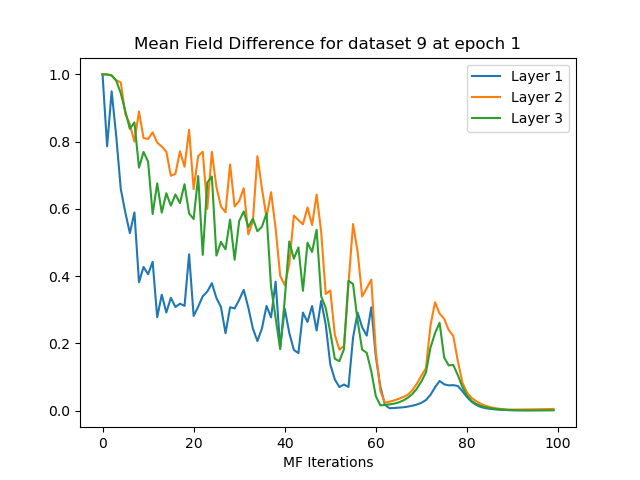 Mean Field Difference for dataset 9 at epoch 1
Layer 1
Layer 2
Layer 3
1.0
0.8
0.6
0.4
0.2
0.0
0 20 40 60 80 100
MF Iterations